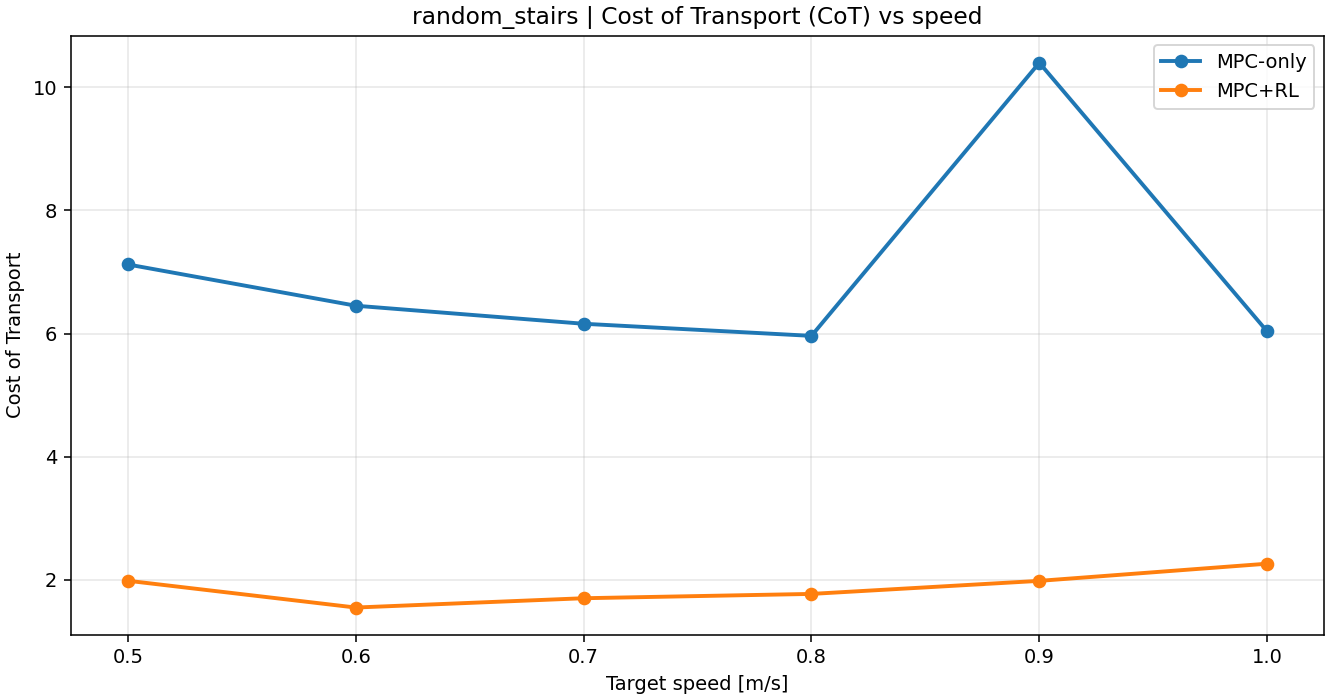 random_stairs | Cost of Transport (CoT) vs speed
MPC-only
MPC+RL
Cost of Transport
10
8
6
4
2
0.5 0.6 0.7 0.8 0.9 1.0
Target speed [m/s]